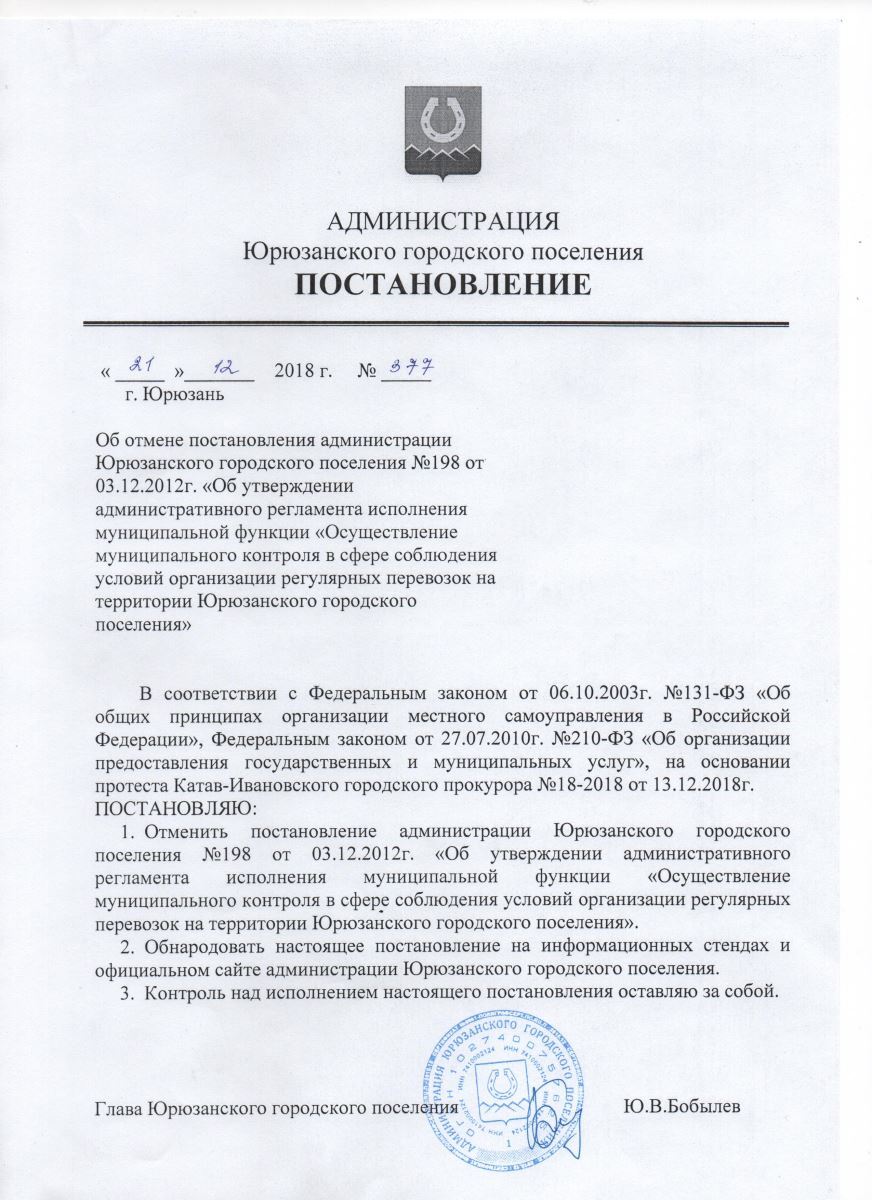 АДМИНИСТРАЦИЯ
Юрюзанского городского поселения
ПОСТАНОВЛЕНИЕ
« 21 » 12 2018 г. № 377
г. Юрюзань
Об отмене постановления администрации
Юрюзанского городского поселения №198 от
03.12.2012г. «Об утверждении
административного регламента исполнения
муниципальной функции «Осуществление
муниципального контроля в сфере соблюдения
условий организации регулярных перевозок на
территории Юрюзанского городского
поселения»
В соответствии с Федеральным законом от 06.10.2003г. №131-ФЗ «Об
общих принципах организации местного самоуправления в Российской
Федерации», Федеральным законом от 27.07.2010г. №210-ФЗ «Об организации
предоставления государственных и муниципальных услуг», на основании
протеста Катав-Ивановского городского прокурора №18-2018 от 13.12.2018г.
ПОСТАНОВЛЯЮ:
1. Отменить постановление администрации Юрюзанского городского
поселения №198 от 03.12.2012г. «Об утверждении административного
регламента исполнения муниципальной функции «Осуществление
муниципального контроля в сфере соблюдения условий организации регулярных
перевозок на территории Юрюзанского городского поселения».
2. Обнародовать настоящее постановление на информационных стендах и
официальном сайте администрации Юрюзанского городского поселения.
3. Контроль над исполнением настоящего постановления оставляю за собой.
АДМИНИСТРАЦИЯ ЮРЮЗАНСКОГО ГОРОДСКОГО ПОСЕЛЕНИЯ
ИНН 7410002124
1
Глава Юрюзанского городского поселения Ю.В.Бобылев